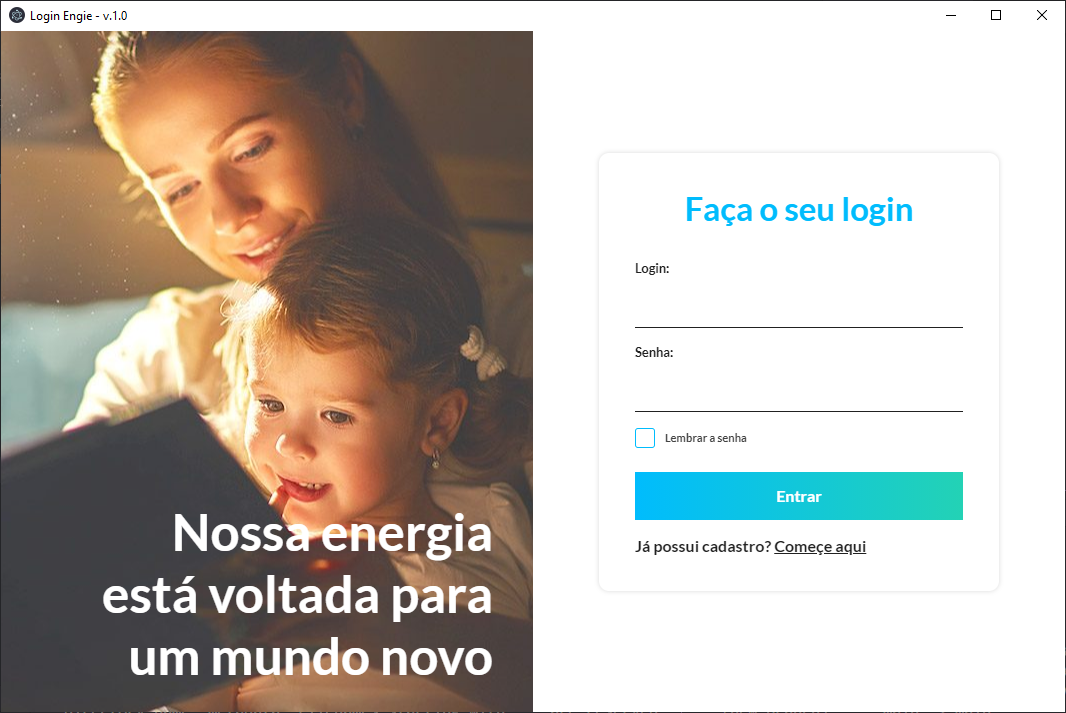 Login Engie - v.1.0
Nossa energia
está voltada para
um mundo novo
Faça o seu login
Login:
Senha:
Lembrar a senha
Entrar
Já possui cadastro? Começe aqui